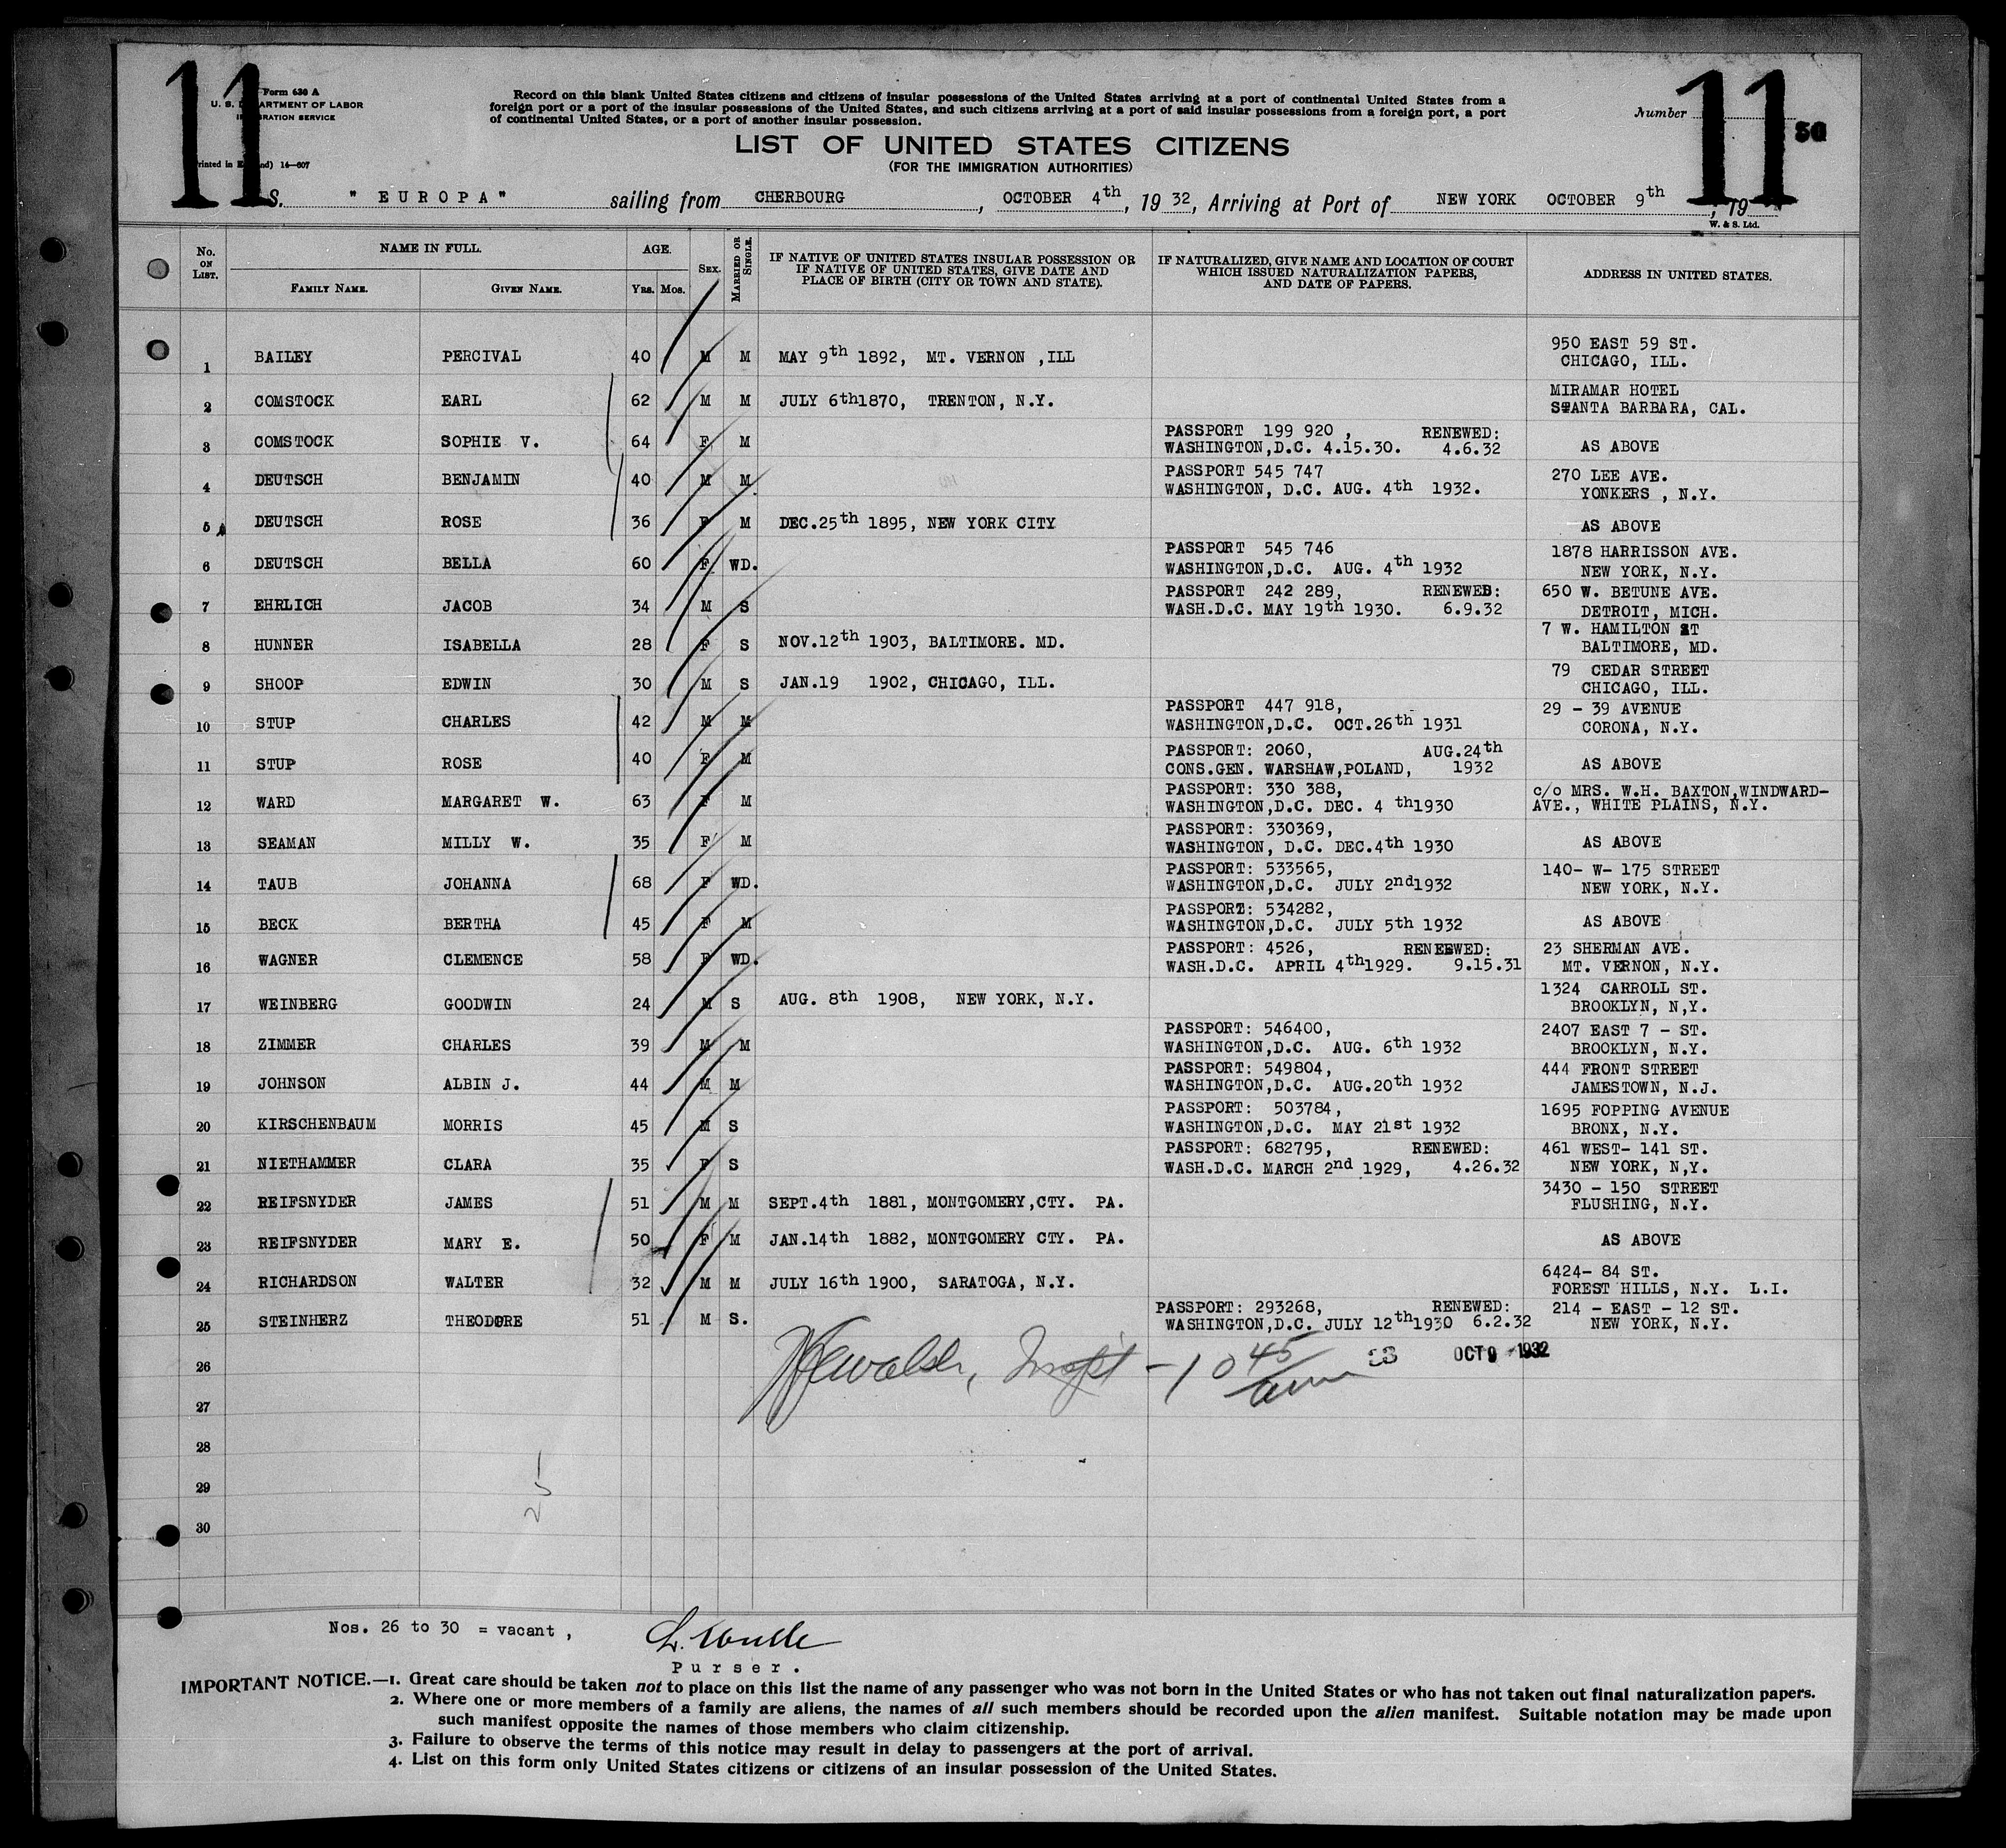 11
Form 630 A
U. S. DEPARTMENT OF LABOR
IMMIGRATION SERVICE
(Printed in England) 14—607
Record on this blank United States citizens and citizens of insular possessions of the United States arriving at a port of continental United States from a
foreign port or a port of the insular possessions of the United States, and such citizens arriving at a port of said insular possessions from a foreign port, a port
of continental United States, or a port of another insular possession.
Number 11 50
LIST OF UNITED STATES CITIZENS
(FOR THE IMMIGRATION AUTHORITIES)
S. "EUROPA" sailing from CHERBOURG, OCTOBER 4th, 1932, Arriving at Port of NEW YORK OCTOBER 9th, 19
W. & S. Ltd.
No. ON LIST. NAME IN FULL. FAMILY NAME. GIVEN NAME. AGE. YRS. MOS. SEX. MARRIED OR SINGLE. IF NATIVE OF UNITED STATES INSULAR POSSESSION OR IF NATIVE OF UNITED STATES, GIVE DATE AND PLACE OF BIRTH (CITY OR TOWN AND STATE). IF NATURALIZED, GIVE NAME AND LOCATION OF COURT WHICH ISSUED NATURALIZATION PAPERS, AND DATE OF PAPERS. ADDRESS IN UNITED STATES.
1 BAILEY PERCIVAL 40 M M MAY 9th 1892, MT. VERNON ,ILL 950 EAST 59 ST. CHICAGO, ILL.
2 COMSTOCK EARL 62 M M JULY 6th1870, TRENTON, N.Y. MIRAMAR HOTEL SANTA BARBARA, CAL.
3 COMSTOCK SOPHIE V. 64 F M PASSPORT 199 920 , RENEWED: WASHINGTON,D.C. 4.15.30. 4.6.32 AS ABOVE
4 DEUTSCH BENJAMIN 40 M M PASSPORT 545 747 WASHINGTON, D.C. AUG. 4th 1932. 270 LEE AVE. YONKERS , N.Y.
5 DEUTSCH ROSE 36 F M DEC.25th 1895, NEW YORK CITY AS ABOVE
6 DEUTSCH BELLA 60 F WD. PASSPORT 545 746 WASHINGTON,D.C. AUG. 4th 1932 1878 HARRISSON AVE. NEW YORK, N.Y.
7 EHRLICH JACOB 34 M S PASSPORT 242 289, RENEWED: WASH.D.C. MAY 19th 1930. 6.9.32 650 W. BETUNE AVE. DETROIT, MICH.
8 HUNNER ISABELLA 28 F S NOV.12th 1903, BALTIMORE. MD. 7 W. HAMILTON ST BALTIMORE, MD.
9 SHOOP EDWIN 30 M S JAN.19 1902, CHICAGO, ILL. 79 CEDAR STREET CHICAGO, ILL.
10 STUP CHARLES 42 M M PASSPORT 447 918, WASHINGTON,D.C. OCT.26th 1931 29 - 39 AVENUE CORONA, N.Y.
11 STUP ROSE 40 F M PASSPORT: 2060, AUG.24th CONS.GEN. WARSHAW,POLAND, 1932 AS ABOVE
12 WARD MARGARET W. 63 F M PASSPORT: 330 388, WASHINGTON,D.C. DEC. 4 th1930 c/o MRS. W.H. BAXTON,WINDWARD- AVE., WHITE PLAINS, N.Y.
13 SEAMAN MILLY W. 35 F M PASSPORT: 330369, WASHINGTON, D.C. DEC.4th 1930 AS ABOVE
14 TAUB JOHANNA 68 F WD. PASSPORT: 533565, WASHINGTON,D.C. JULY 2nd1932 140- W- 175 STREET NEW YORK, N.Y.
15 BECK BERTHA 45 F M PASSPORT: 534282, WASHINGTON,D.C. JULY 5th 1932 AS ABOVE
16 WAGNER CLEMENCE 58 F WD. PASSPORT: 4526, RENEWED: WASH.D.C. APRIL 4th1929. 9.15.31 23 SHERMAN AVE. MT. VERNON, N.Y.
17 WEINBERG GOODWIN 24 M S AUG. 8th 1908, NEW YORK, N.Y. 1324 CARROLL ST. BROOKLYN, N,Y.
18 ZIMMER CHARLES 39 M M PASSPORT: 546400, WASHINGTON,D.C. AUG. 6th 1932 2407 EAST 7 - ST. BROOKLYN, N.Y.
19 JOHNSON ALBIN J. 44 M M PASSPORT: 549804, WASHINGTON,D.C. AUG.20th 1932 444 FRONT STREET JAMESTOWN, N.J.
20 KIRSCHENBAUM MORRIS 45 M S PASSPORT: 503784, WASHINGTON,D.C. MAY 21st 1932 1695 FOPPING AVENUE BRONX, N.Y.
21 NIETHAMMER CLARA 35 F S PASSPORT: 682795, RENEWED: WASH.D.C. MARCH 2nd 1929, 4.26.32 461 WEST- 141 ST. NEW YORK, N,Y.
22 REIFSNYDER JAMES 51 M M SEPT.4th 1881, MONTGOMERY,CTY. PA. 3430 - 150 STREET FLUSHING, N.Y.
23 REIFSNYDER MARY E. 50 F M JAN.14th 1882, MONTGOMERY CTY. PA. AS ABOVE
24 RICHARDSON WALTER 32 M M JULY 16th 1900, SARATOGA, N.Y. 6424- 84 ST. FOREST HILLS, N.Y. L.I.
25 STEINHERZ THEODORE 51 M S. PASSPORT: 293268, RENEWED: WASHINGTON,D.C. JULY 12th1930 6.2.32 214 - EAST - 12 ST. NEW YORK, N.Y.
26 Inspt - 10 45 am OCT 9 1932
27
28
29 25
30
Nos. 26 to 30 = vacant ,
Purser.
IMPORTANT NOTICE.—1. Great care should be taken not to place on this list the name of any passenger who was not born in the United States or who has not taken out final naturalization papers.
2. Where one or more members of a family are aliens, the names of all such members should be recorded upon the alien manifest. Suitable notation may be made upon
such manifest opposite the names of those members who claim citizenship.
3. Failure to observe the terms of this notice may result in delay to passengers at the port of arrival.
4. List on this form only United States citizens or citizens of an insular possession of the United States.